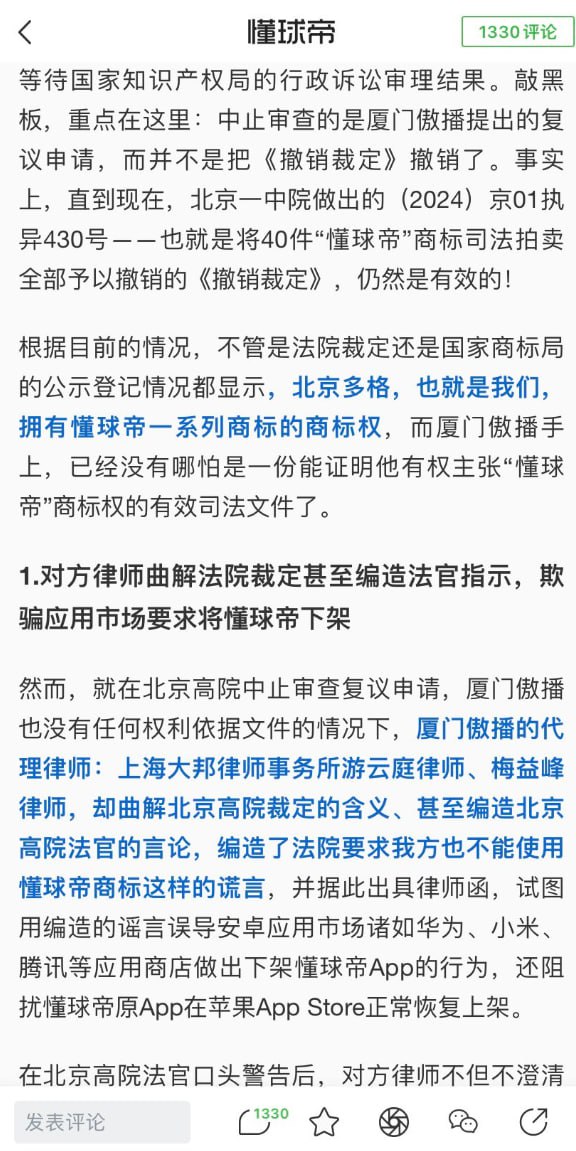 懂球帝
1330评论
等待国家知识产权局的行政诉讼审理结果。敲黑
板，重点在这里：中止审查的是厦门傲播提出的复
议申请，而并不是把《撤销裁定》撤销了。事实
上，直到现在，北京一中院做出的（2024）京01执
异430号——也就是将40件“懂球帝”商标司法拍卖
全部予以撤销的《撤销裁定》，仍然是有效的！
根据目前的情况，不管是法院裁定还是国家商标局
的公示登记情况都显示，北京多格，也就是我们，
拥有懂球帝一系列商标的商标权，而厦门傲播手
上，已经没有哪怕是一份能证明他有权主张“懂球
帝”商标权的有效司法文件了。
1.对方律师曲解法院裁定甚至编造法官指示，欺
骗应用市场要求将懂球帝下架
然而，就在北京高院中止审查复议申请，厦门傲播
也没有任何权利依据文件的情况下，厦门傲播的代
理律师：上海大邦律师事务所游云庭律师、梅益峰
律师，却曲解北京高院裁定的含义、甚至编造北京
高院法官的言论，编造了法院要求我方也不能使用
懂球帝商标这样的谎言，并据此出具律师函，试图
用编造的谣言误导安卓应用市场诸如华为、小米、
腾讯等应用商店做出下架懂球帝App的行为，还阻
扰懂球帝原App在苹果App Store正常恢复上架。
在北京高院法官口头警告后，对方律师不但不澄清
发表评论
1330